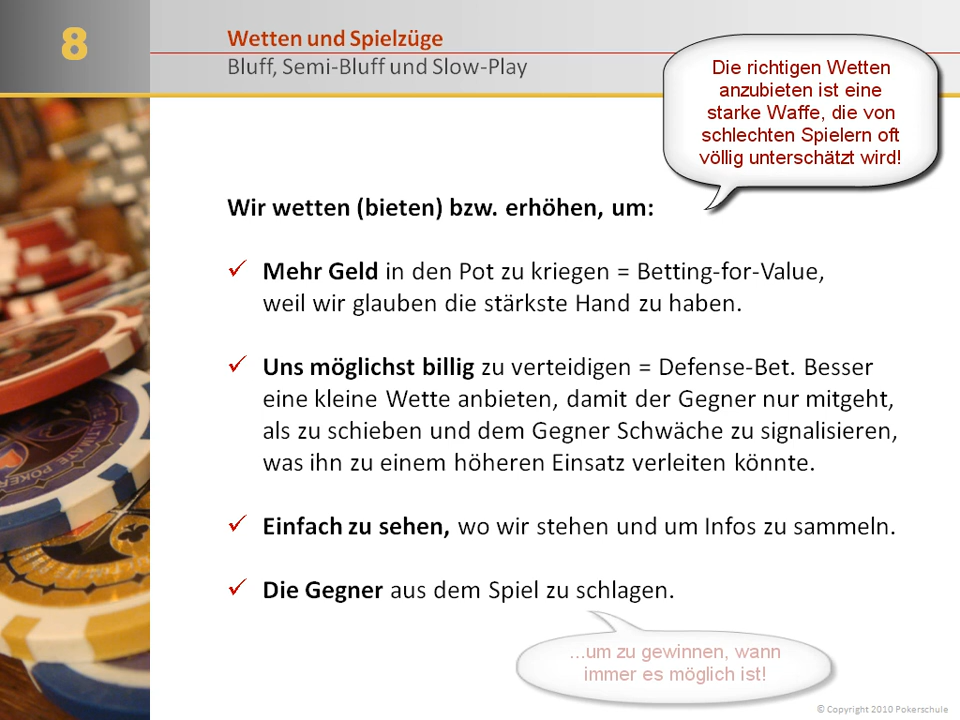 8
Wetten und Spielzüge
Bluff, Semi-Bluff und Slow-Play
Die richtigen Wetten
anzubieten ist eine
starke Waffe, die von
schlechten Spielern oft
völlig unterschätzt wird!
Wir wetten (bieten) bzw. erhöhen, um:
✓ Mehr Geld in den Pot zu kriegen = Betting-for-Value,
weil wir glauben die stärkste Hand zu haben.
✓ Uns möglichst billig zu verteidigen = Defense-Bet. Besser
eine kleine Wette anbieten, damit der Gegner nur mitgeht,
als zu schieben und dem Gegner Schwäche zu signalisieren,
was ihn zu einem höheren Einsatz verleiten könnte.
✓ Einfach zu sehen, wo wir stehen und um Infos zu sammeln.
✓ Die Gegner aus dem Spiel zu schlagen.
...um zu gewinnen, wann
immer es möglich ist!
ULTIMATE POKER
© Copyright 2010 Pokerschule